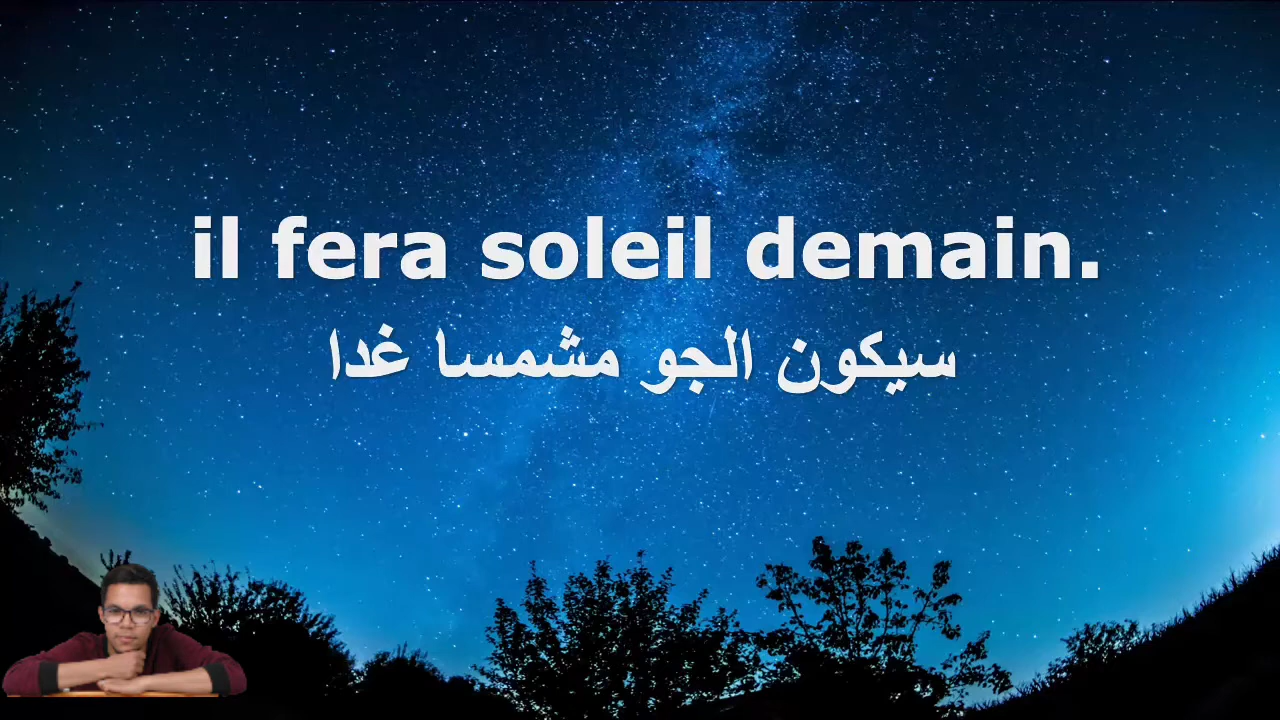 il fera soleil demain.
سيكون الجو مشمسا غدا